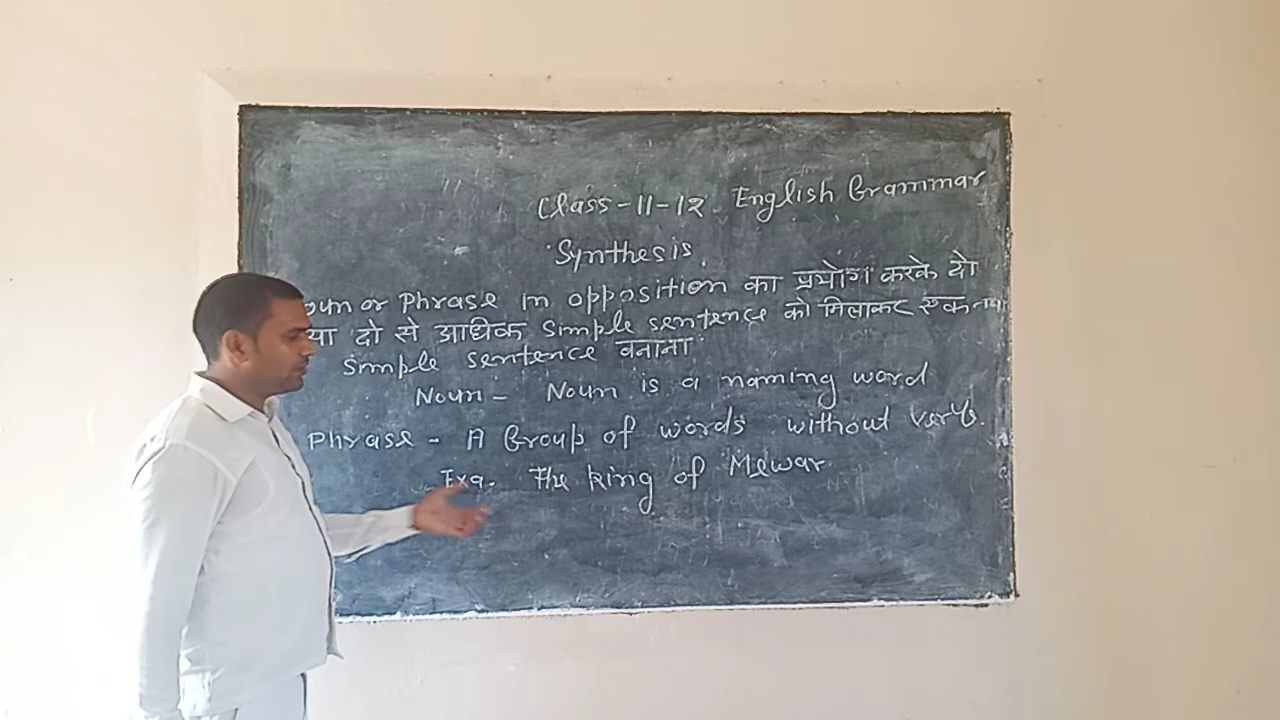 Class-11-12. English Grammar
Synthesis.
oun or Phrase in opposition का प्रयोग करके दो
या दो से अधिक simple sentence को मिलाकर एक नया
simple sentence बनाना
Noun - Noun is a naming word
Phrase - A Group of words without verb.
Exa. The king of Mewar.